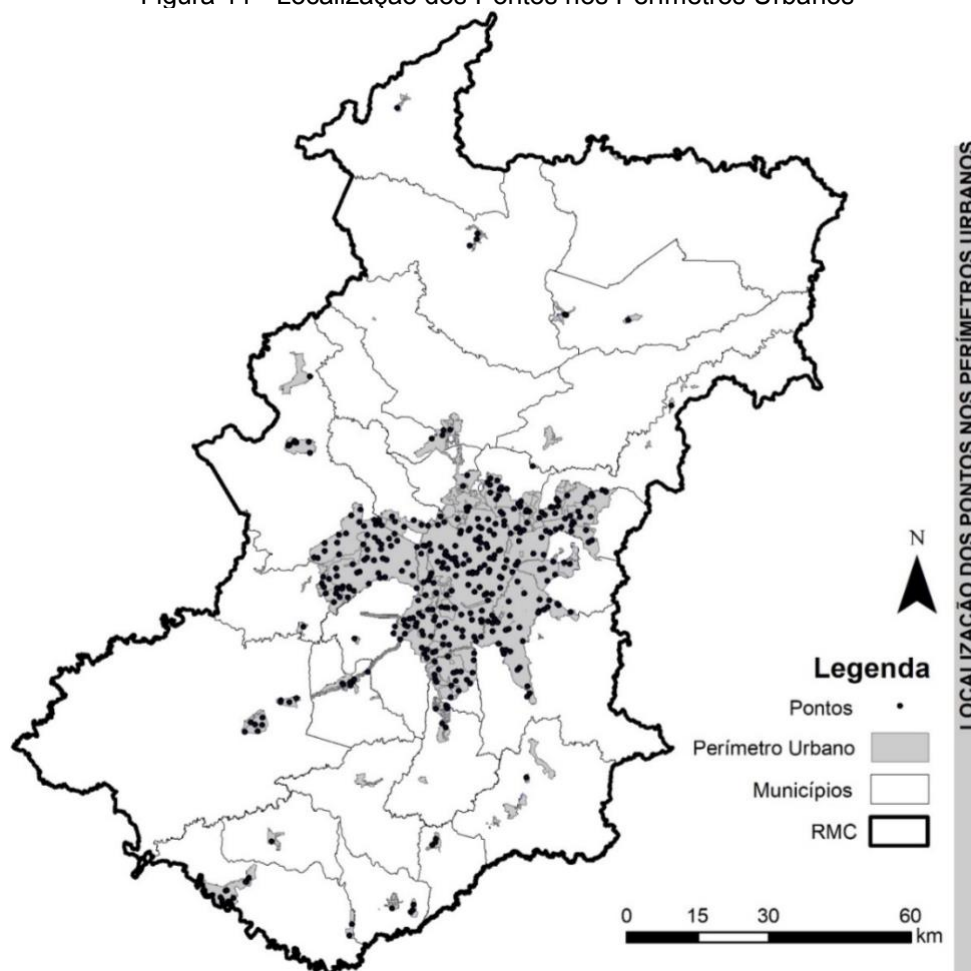 Figura 11 - Localização dos Pontos nos Perímetros Urbanos
LOCALIZAÇÃO DOS PONTOS NOS PERÍMETROS URBANOS
N
Legenda
Pontos
Perímetro Urbano
Municípios
RMC
0 15 30 60
km